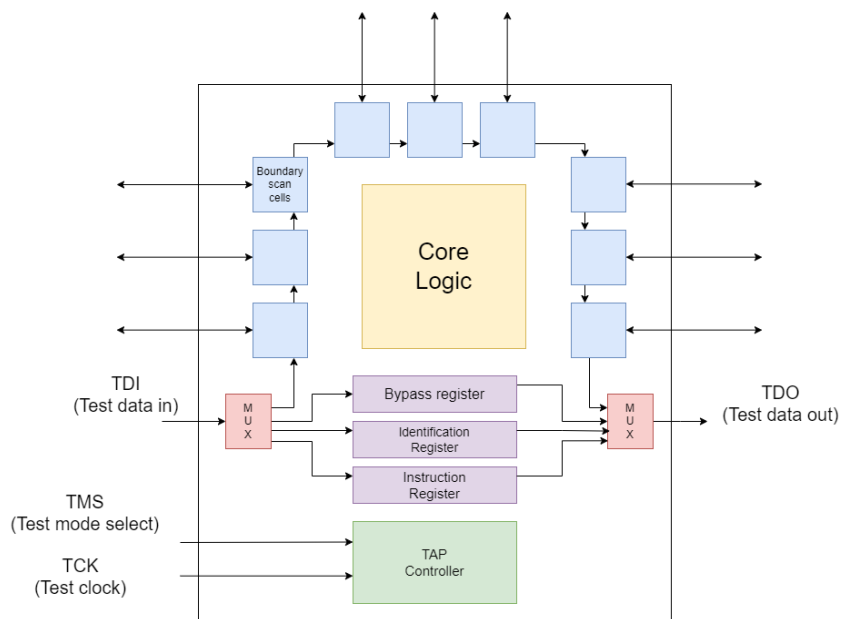 Boundary
scan
cells
Core
Logic
TDI
(Test data in)
M
U
X
Bypass register
Identification
Register
Instruction
Register
M
U
X
TDO
(Test data out)
TMS
(Test mode select)
TCK
(Test clock)
TAP
Controller